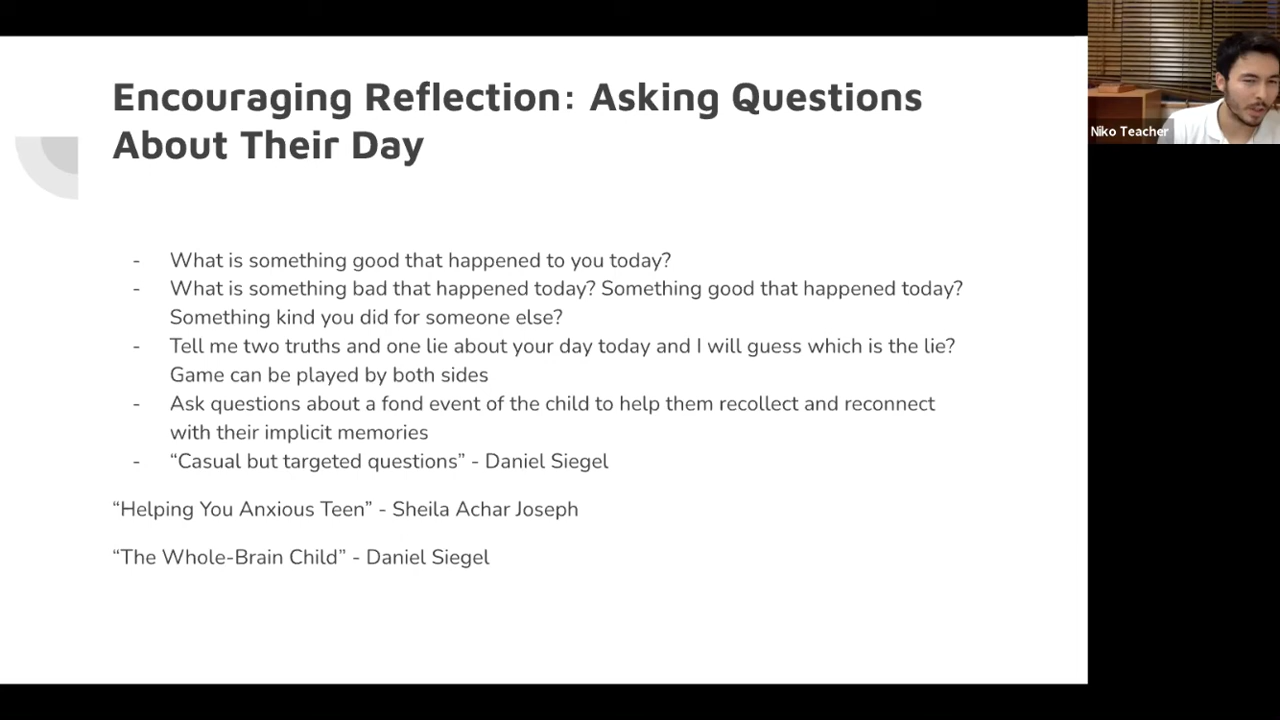 Encouraging Reflection: Asking Questions
About Their Day
- What is something good that happened to you today?
- What is something bad that happened today? Something good that happened today?
Something kind you did for someone else?
- Tell me two truths and one lie about your day today and I will guess which is the lie?
Game can be played by both sides
- Ask questions about a fond event of the child to help them recollect and reconnect
with their implicit memories
- “Casual but targeted questions” - Daniel Siegel
“Helping You Anxious Teen” - Sheila Achar Joseph
“The Whole-Brain Child” - Daniel Siegel
Niko Teacher